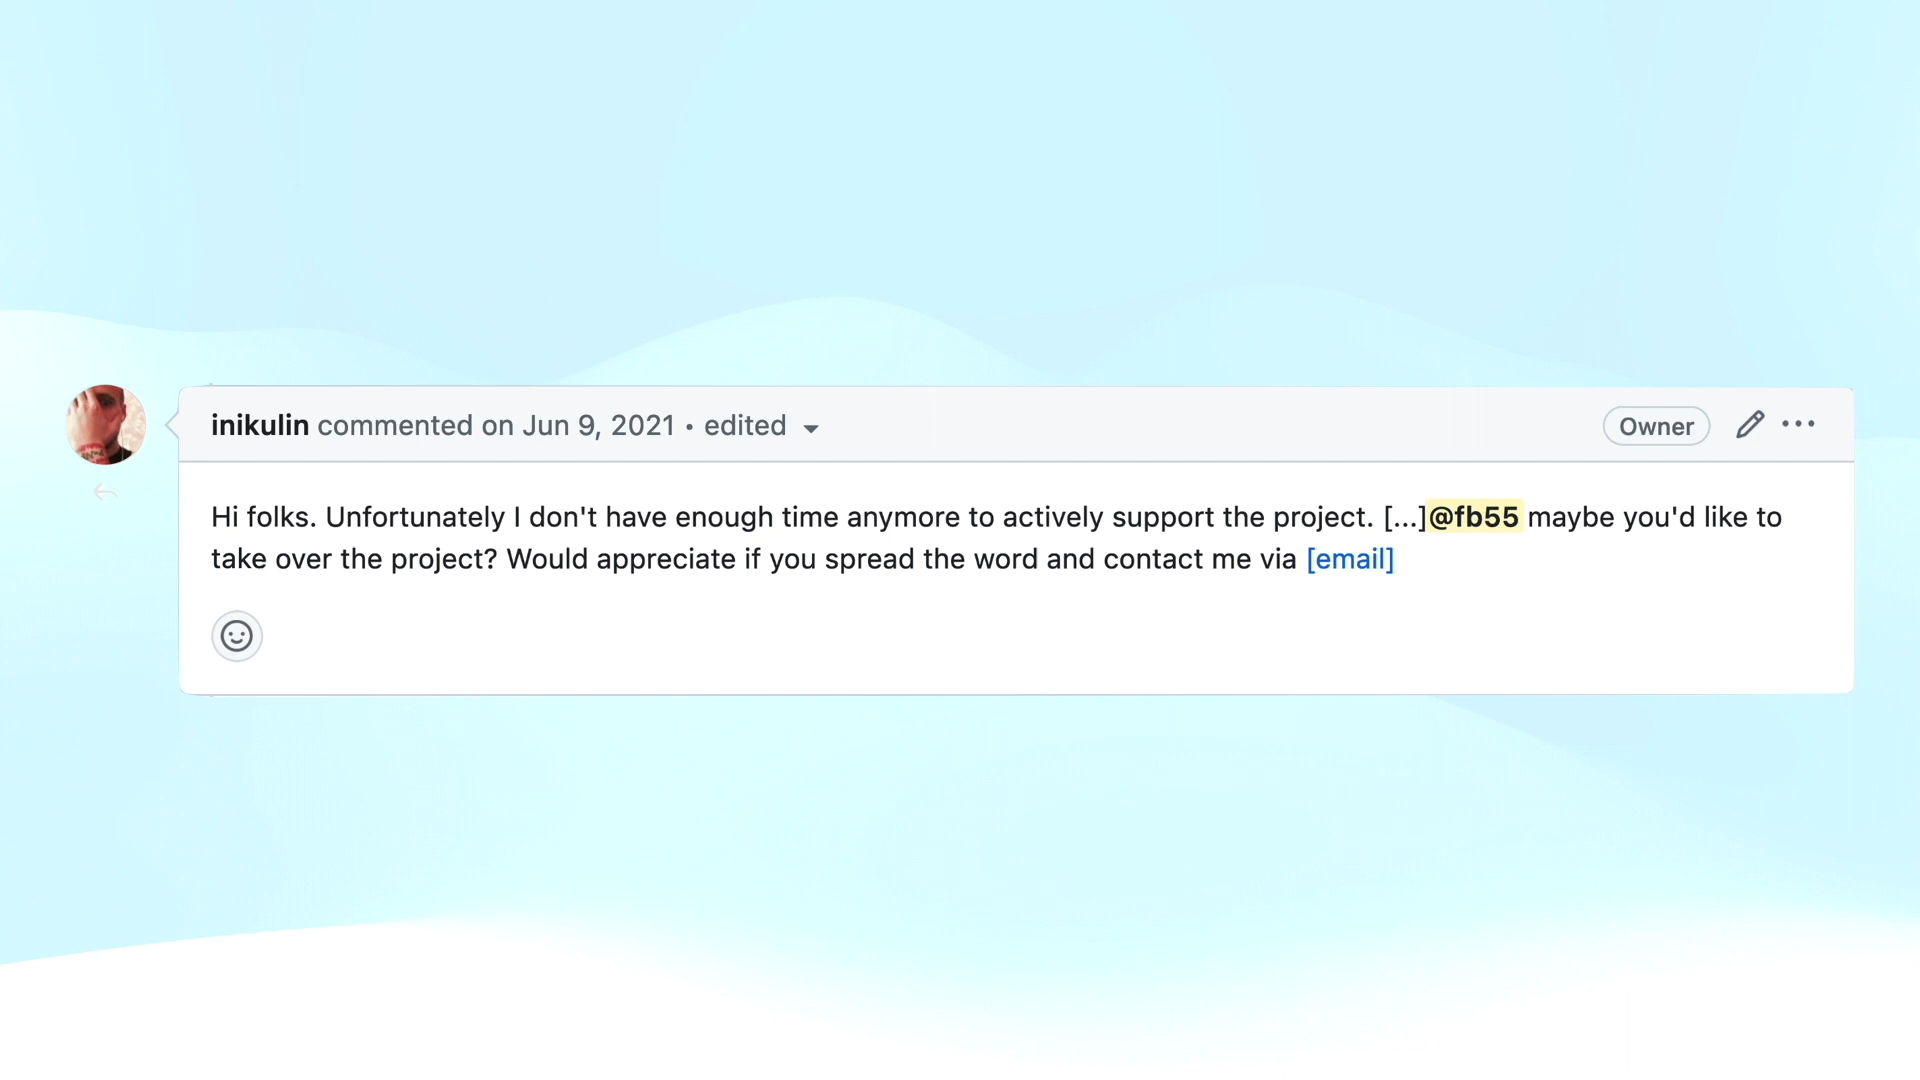 inikulin commented on Jun 9, 2021 • edited
Owner
Hi folks. Unfortunately I don't have enough time anymore to actively support the project. [...]@fb55 maybe you'd like to
take over the project? Would appreciate if you spread the word and contact me via [email]